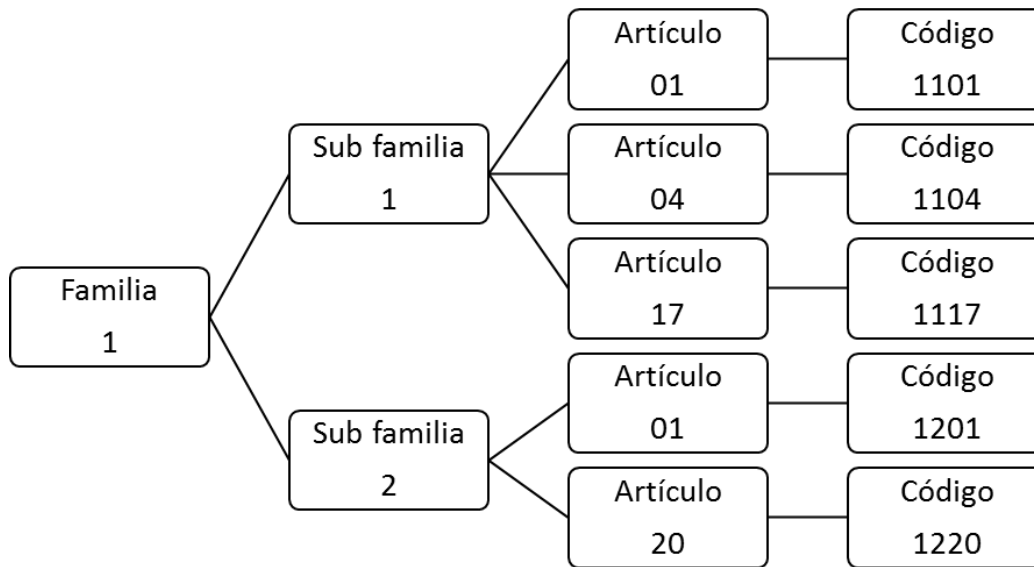 Familia
1
Sub familia
1
Artículo
01
Código
1101
Artículo
04
Código
1104
Artículo
17
Código
1117
Sub familia
2
Artículo
01
Código
1201
Artículo
20
Código
1220